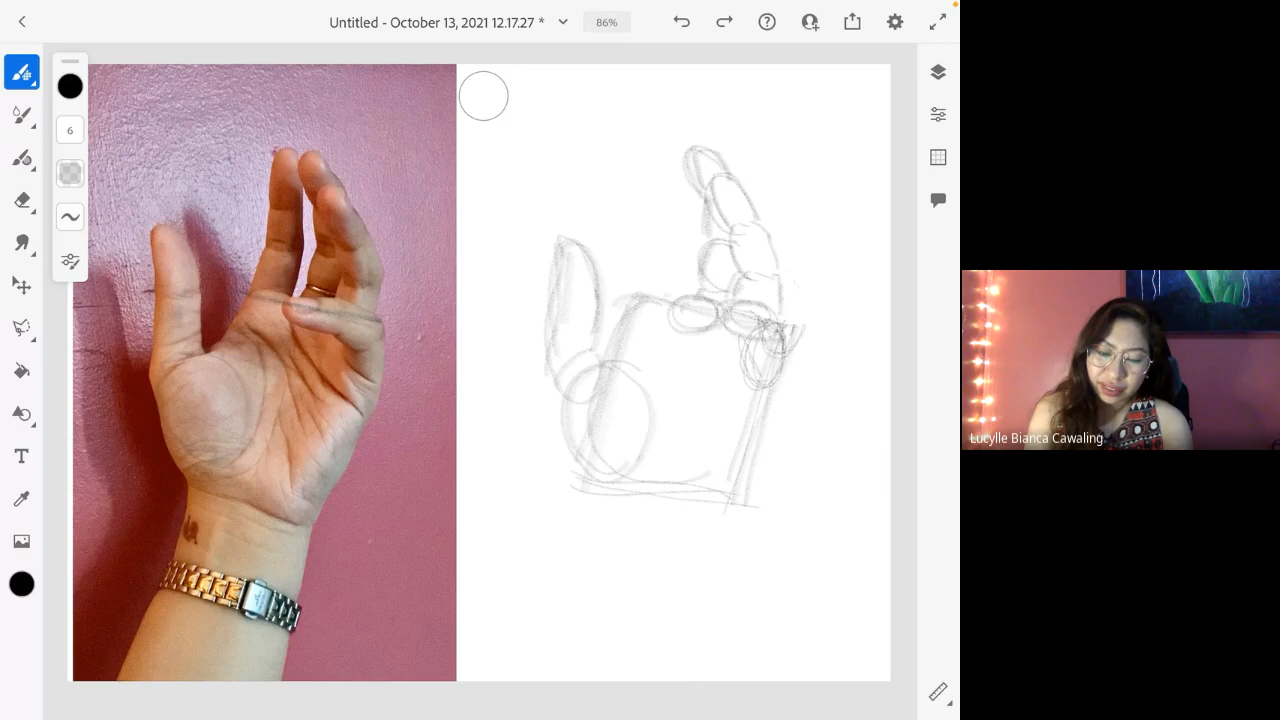 Untitled - October 13, 2021 12.17.27 *
86%
6
T
Lucylle Bianca Cawaling